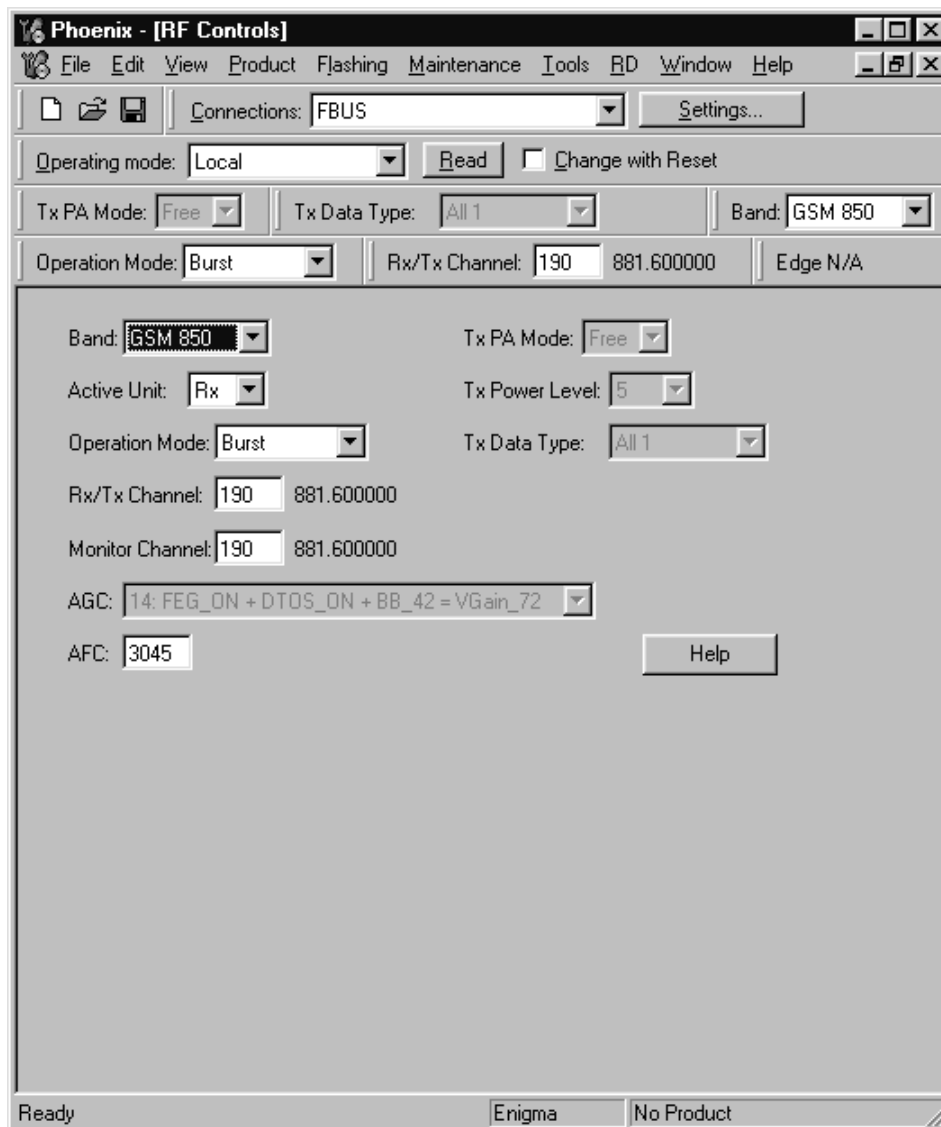 Phoenix - [RF Controls]
File Edit View Product Flashing Maintenance Tools RD Window Help
Connections: FBUS Settings...
Operating mode: Local Read Change with Reset
Tx PA Mode: Free Tx Data Type: All 1 Band: GSM 850
Operation Mode: Burst Rx/Tx Channel: 190 881.600000 Edge N/A
Band: GSM 850 Tx PA Mode: Free
Active Unit: Rx Tx Power Level: 5
Operation Mode: Burst Tx Data Type: All 1
Rx/Tx Channel: 190 881.600000
Monitor Channel: 190 881.600000
AGC: 14: FEG_ON + DTOS_ON + BB_42 = VGain_72
AFC: 3045 Help
Ready Enigma No Product